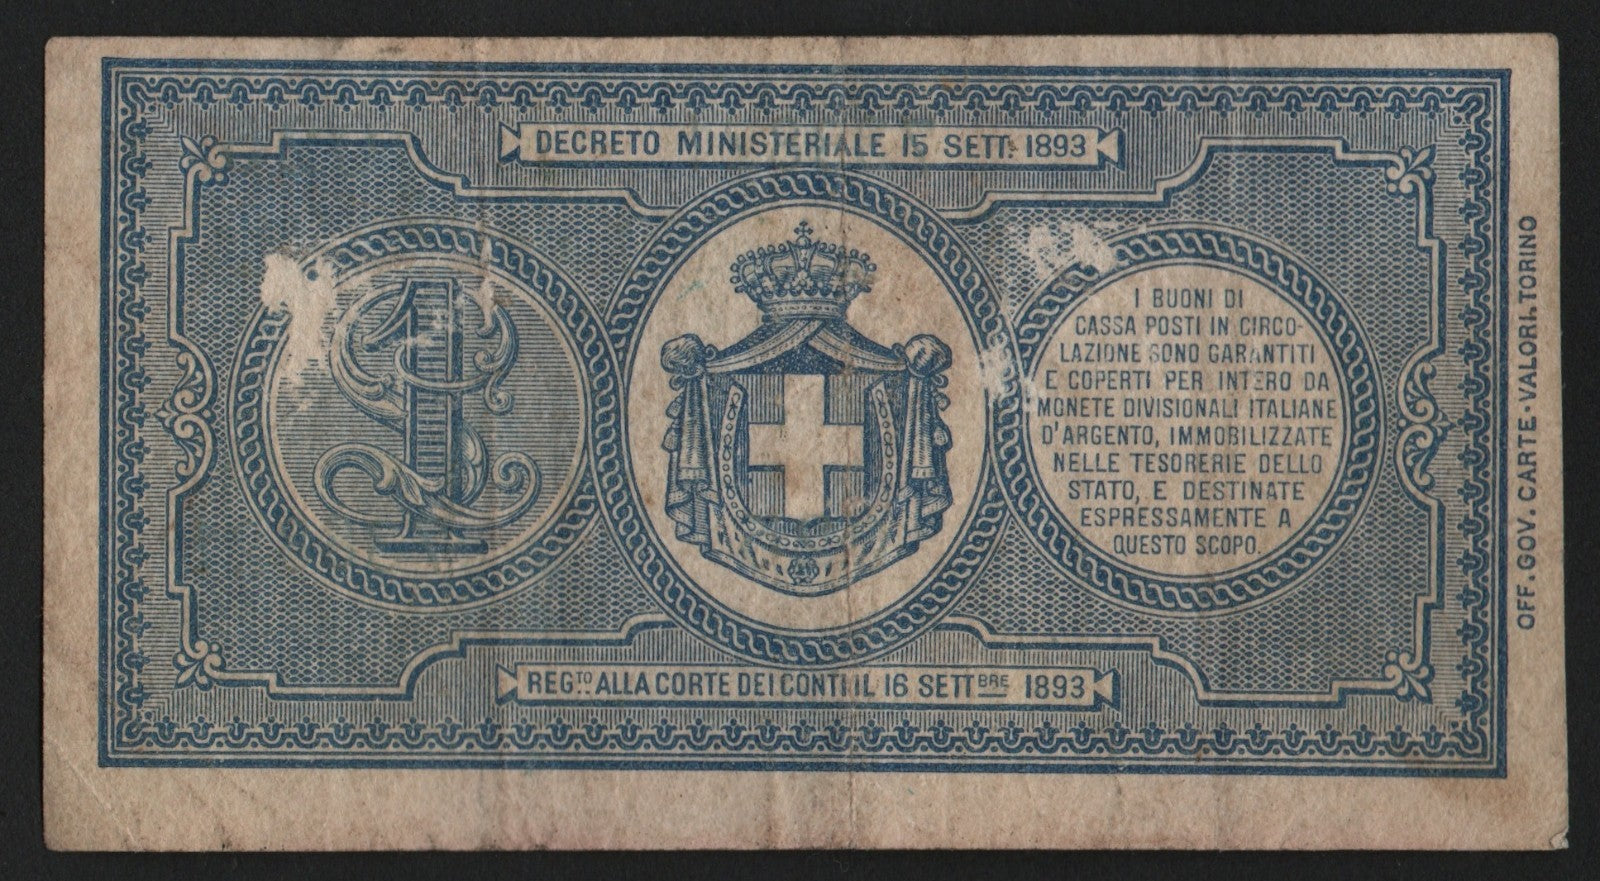 DECRETO MINISTERIALE 15 SETT. 1893
1
I BUONI DI
CASSA POSTI IN CIRCO-
LAZIONE SONO GARANTITI
E COPERTI PER INTERO DA
MONETE DIVISIONALI ITALIANE
D'ARGENTO, IMMOBILIZZATE
NELLE TESORERIE DELLO
STATO, E DESTINATE
ESPRESSAMENTE A
QUESTO SCOPO.
REG.TO ALLA CORTE DEI CONTI IL 16 SETTBRE 1893
OFF. GOV. CARTE-VALORI. TORINO